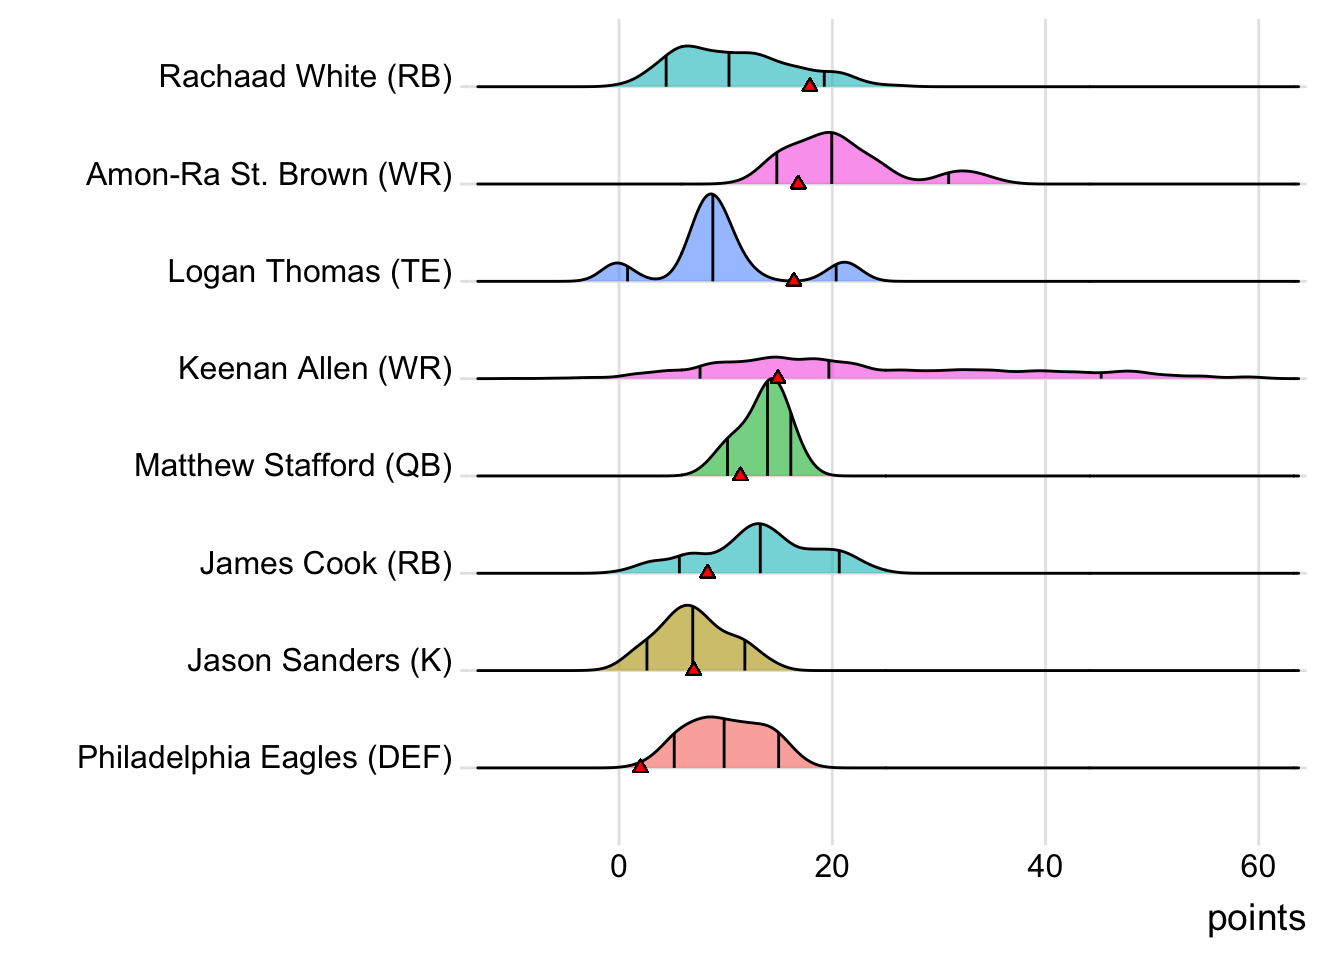 Rachaad White (RB)
Amon-Ra St. Brown (WR)
Logan Thomas (TE)
Keenan Allen (WR)
Matthew Stafford (QB)
James Cook (RB)
Jason Sanders (K)
Philadelphia Eagles (DEF)
0 20 40 60
points